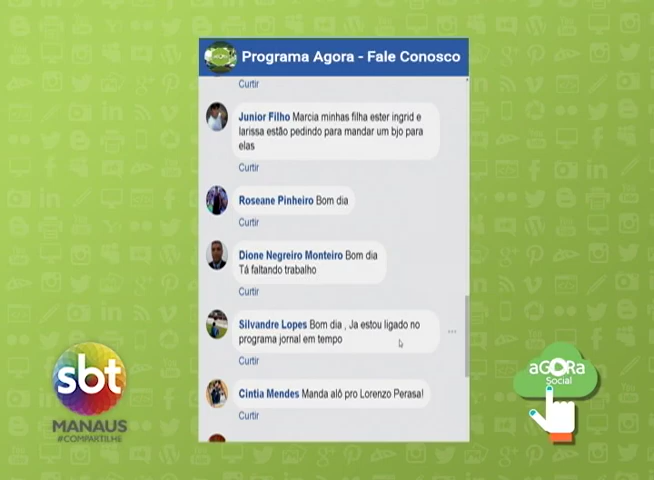 Programa Agora - Fale Conosco
Curtir
Junior Filho Marcia minhas filha ester ingrid e
larissa estão pedindo para mandar um bjo para
elas
Curtir
Roseane Pinheiro Bom dia
Curtir
Dione Negreiro Monteiro Bom dia
Tá faltando trabalho
Curtir
Silvandre Lopes Bom dia , Ja estou ligado no
programa jornal em tempo
Curtir
Cintia Mendes Manda alô pro Lorenzo Perasa!
Curtir
sbt
MANAUS
#COMPARTILHE
AGORA
Social